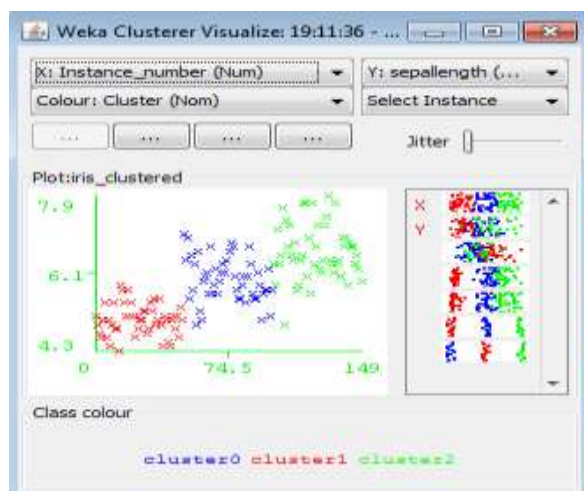 Weka Clusterer Visualize: 19:11:36 - ...
X: Instance_number (Num) Y: sepallength (...
Colour: Cluster (Nom) Select Instance
... ... ... ... Jitter
Plot:iris_clustered
7.9
6.1
4.3
0 74.5 149
X
Y
Class colour
cluster0 cluster1 cluster2